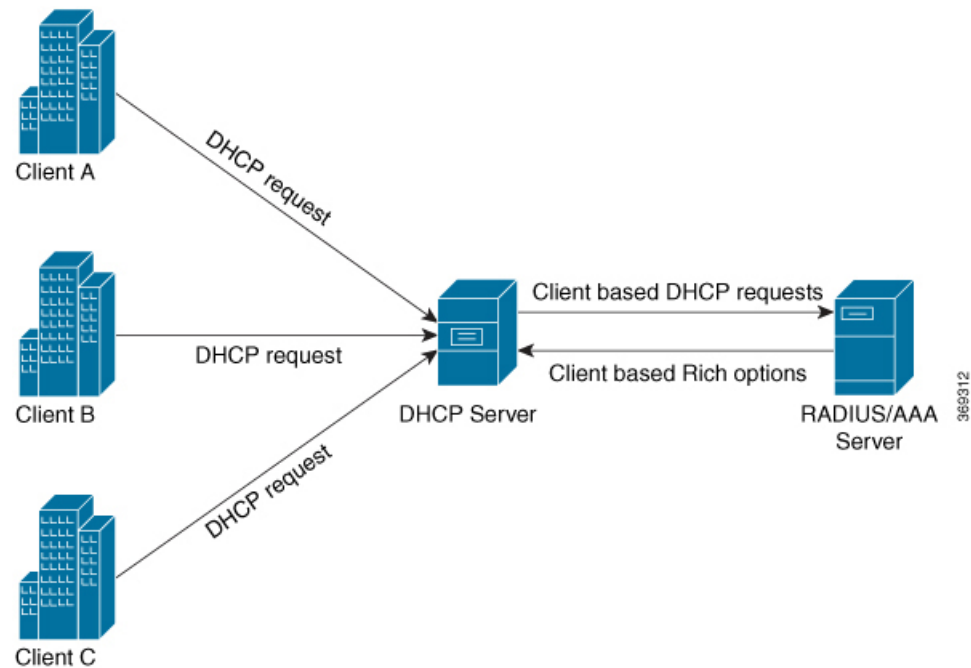 Client A
DHCP request
Client B
DHCP request
Client C
DHCP request
DHCP Server
Client based DHCP requests
Client based Rich options
RADIUS/AAA
Server
369312